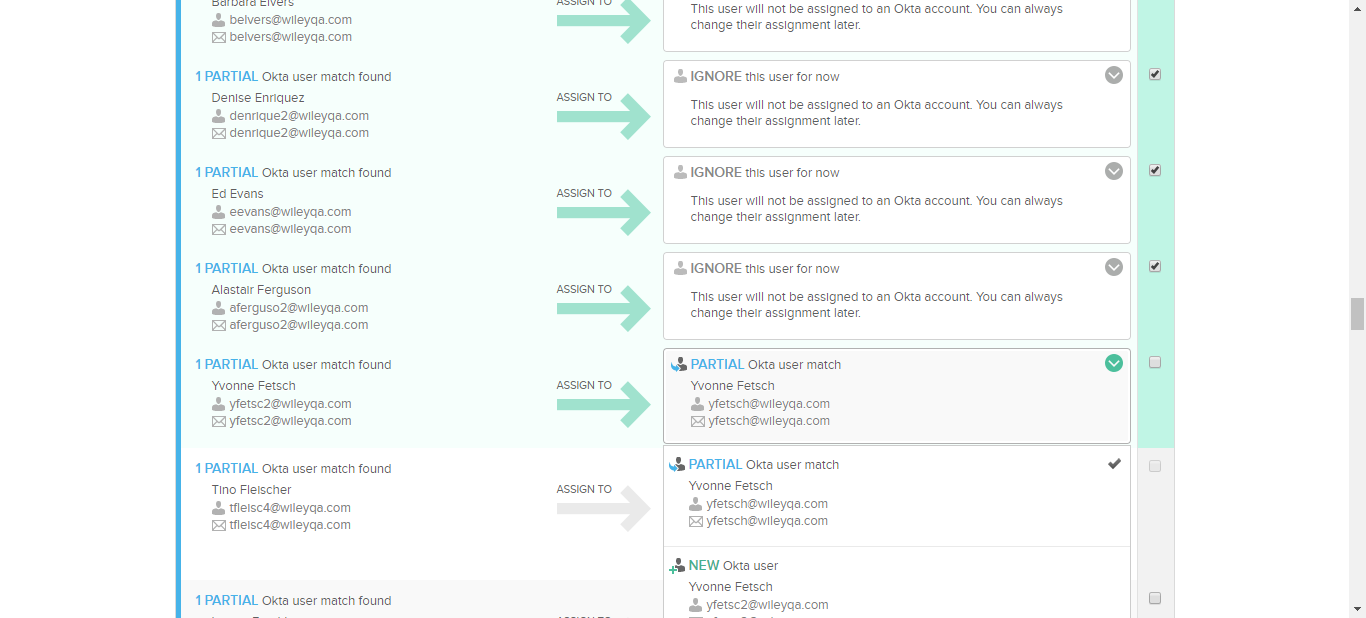 Barbara Elvers
belvers@wileyqa.com
belvers@wileyqa.com
ASSIGN TO
This user will not be assigned to an Okta account. You can always
change their assignment later.
1 PARTIAL Okta user match found
Denise Enriquez
denrique2@wileyqa.com
denrique2@wileyqa.com
ASSIGN TO
IGNORE this user for now
This user will not be assigned to an Okta account. You can always
change their assignment later.
1 PARTIAL Okta user match found
Ed Evans
eevans@wileyqa.com
eevans@wileyqa.com
ASSIGN TO
IGNORE this user for now
This user will not be assigned to an Okta account. You can always
change their assignment later.
1 PARTIAL Okta user match found
Alastair Ferguson
aferguso2@wileyqa.com
aferguso2@wileyqa.com
ASSIGN TO
IGNORE this user for now
This user will not be assigned to an Okta account. You can always
change their assignment later.
1 PARTIAL Okta user match found
Yvonne Fetsch
yfetsc2@wileyqa.com
yfetsc2@wileyqa.com
ASSIGN TO
PARTIAL Okta user match
Yvonne Fetsch
yfetsch@wileyqa.com
yfetsch@wileyqa.com
1 PARTIAL Okta user match found
Tino Fleischer
tfleisc4@wileyqa.com
tfleisc4@wileyqa.com
ASSIGN TO
PARTIAL Okta user match
Yvonne Fetsch
yfetsch@wileyqa.com
yfetsch@wileyqa.com
NEW Okta user
Yvonne Fetsch
yfetsc2@wileyqa.com
1 PARTIAL Okta user match found